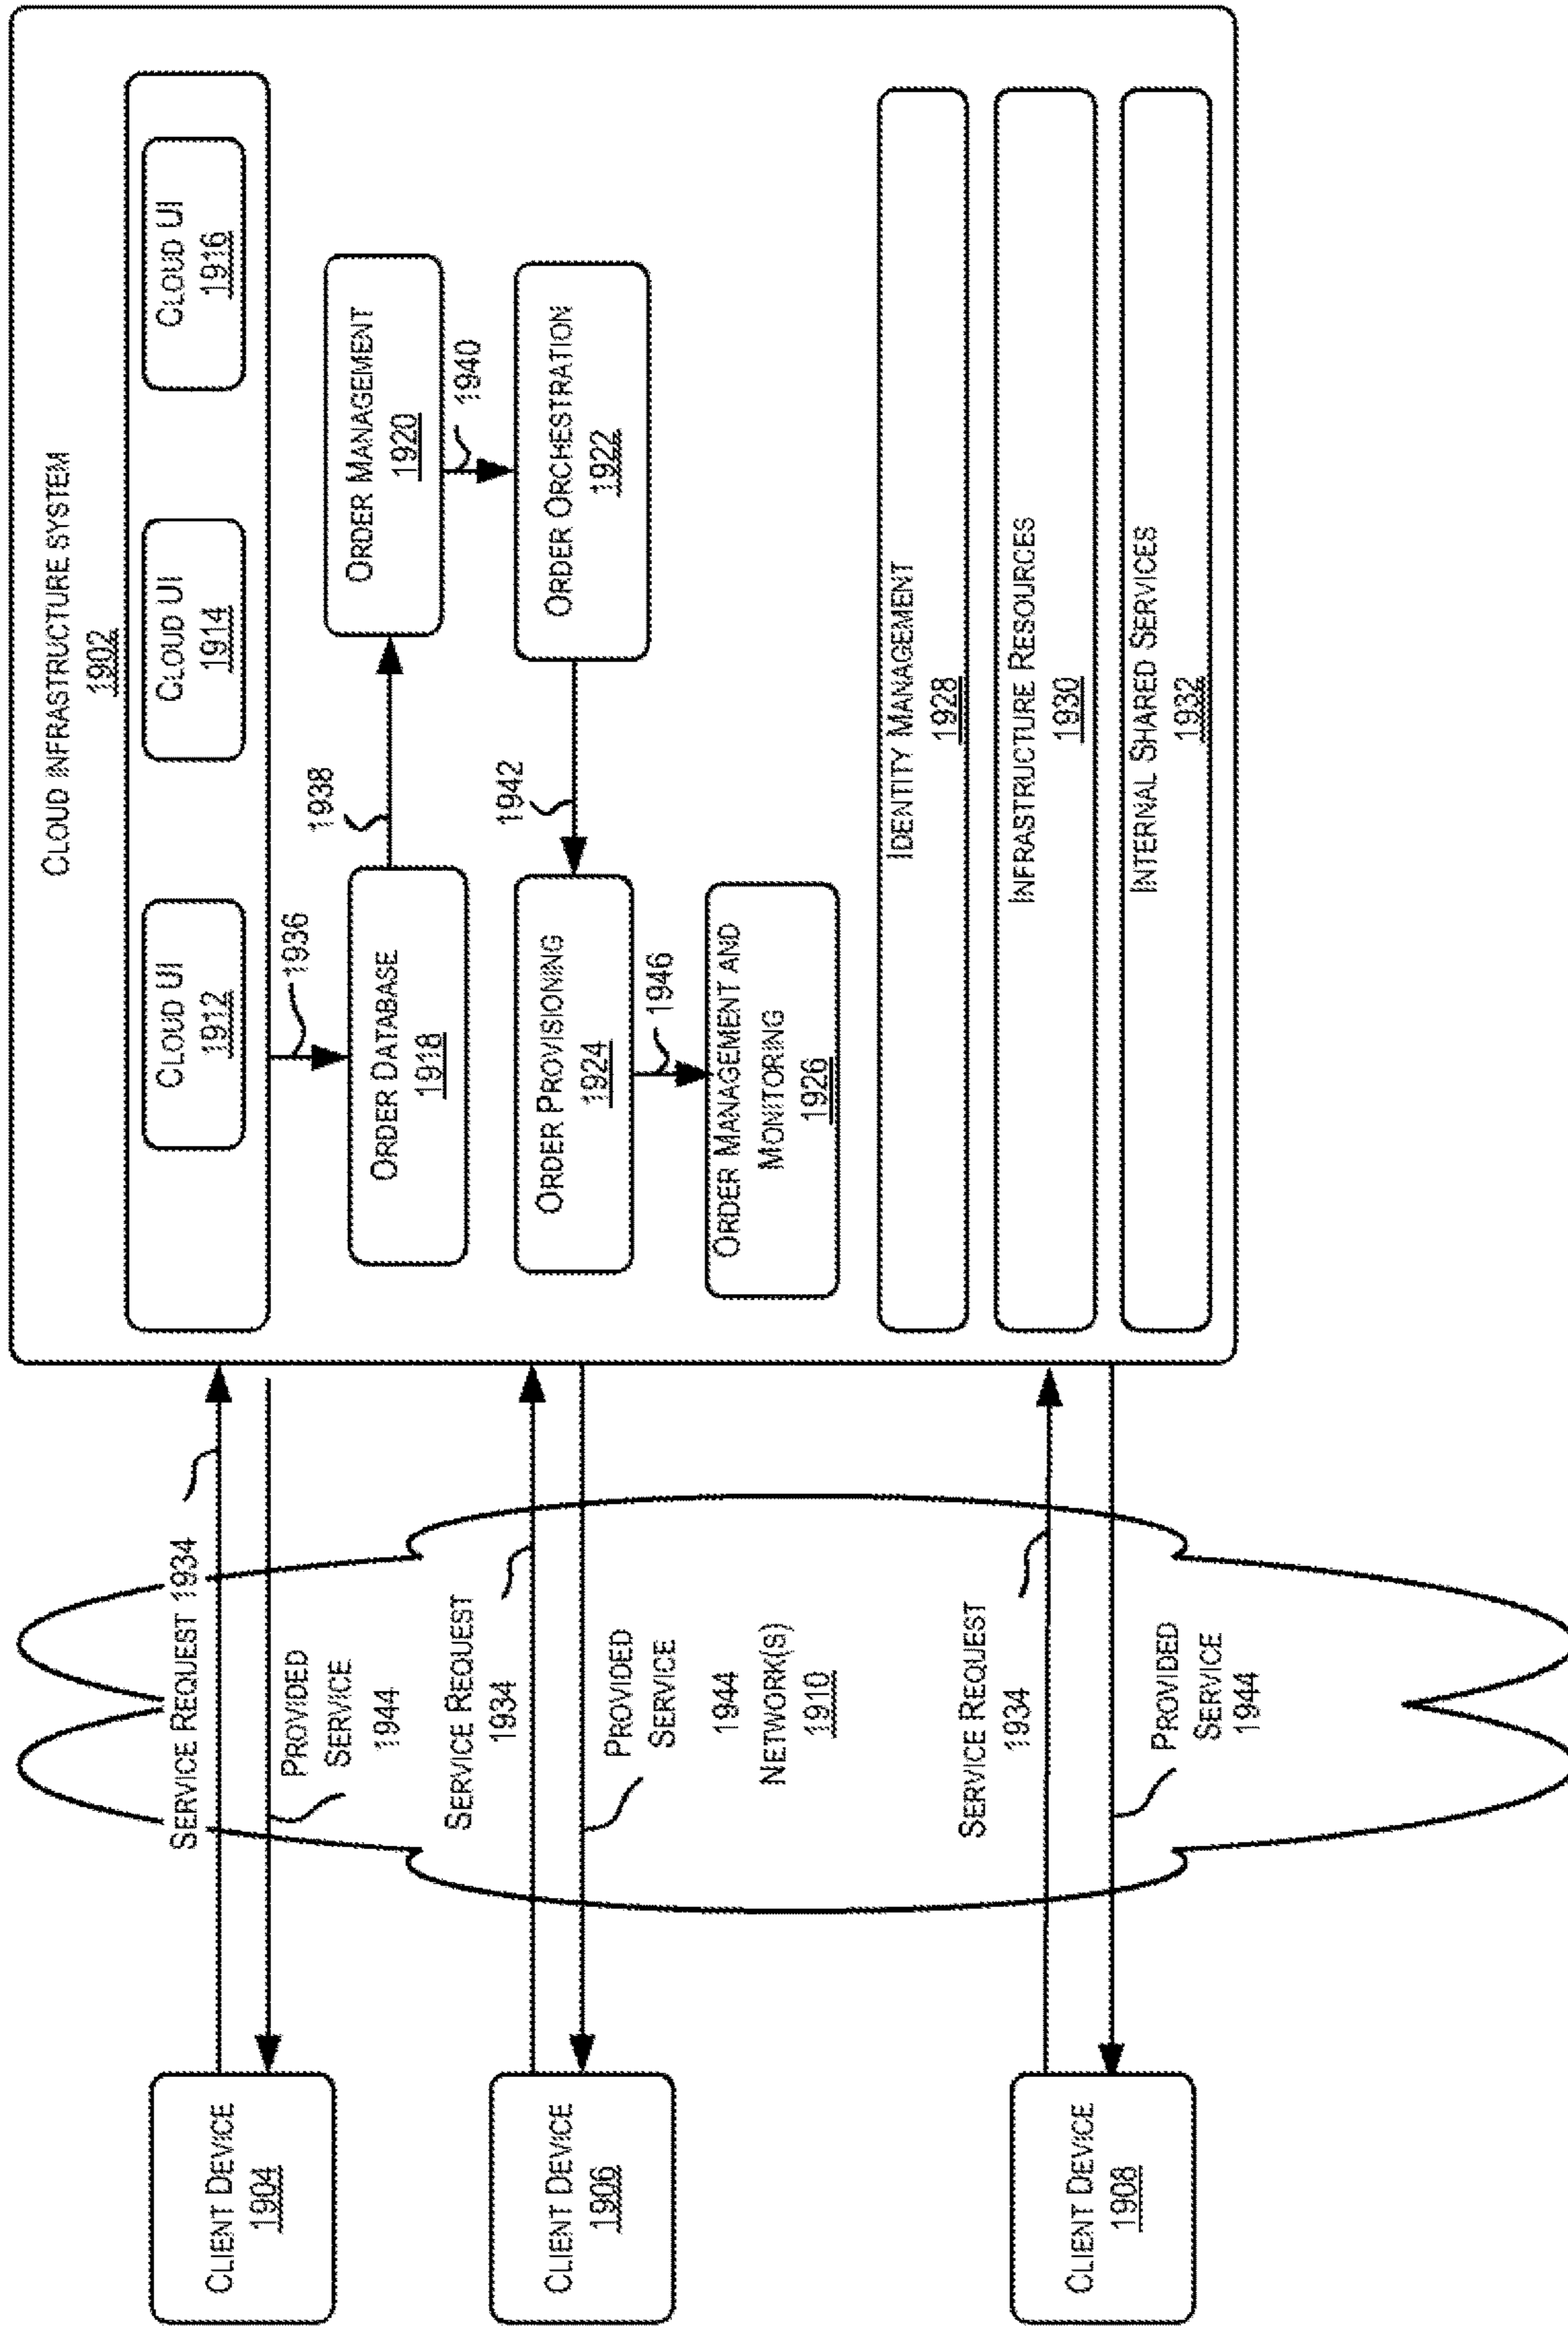 CLOUD INFRASTRUCTURE SYSTEM
1902
CLOUD UI
1912
CLOUD UI
1914
CLOUD UI
1916
1936
ORDER DATABASE
1918
1938
ORDER MANAGEMENT
1920
1940
ORDER ORCHESTRATION
1922
1942
ORDER PROVISIONING
1924
1946
ORDER MANAGEMENT AND
MONITORING
1926
IDENTITY MANAGEMENT
1928
INFRASTRUCTURE RESOURCES
1930
INTERNAL SHARED SERVICES
1932
CLIENT DEVICE
1904
SERVICE REQUEST 1934
PROVIDED
SERVICE
1944
CLIENT DEVICE
1906
SERVICE REQUEST
1934
PROVIDED
SERVICE
1944
NETWORK(S)
1910
CLIENT DEVICE
1908
SERVICE REQUEST
1934
PROVIDED
SERVICE
1944